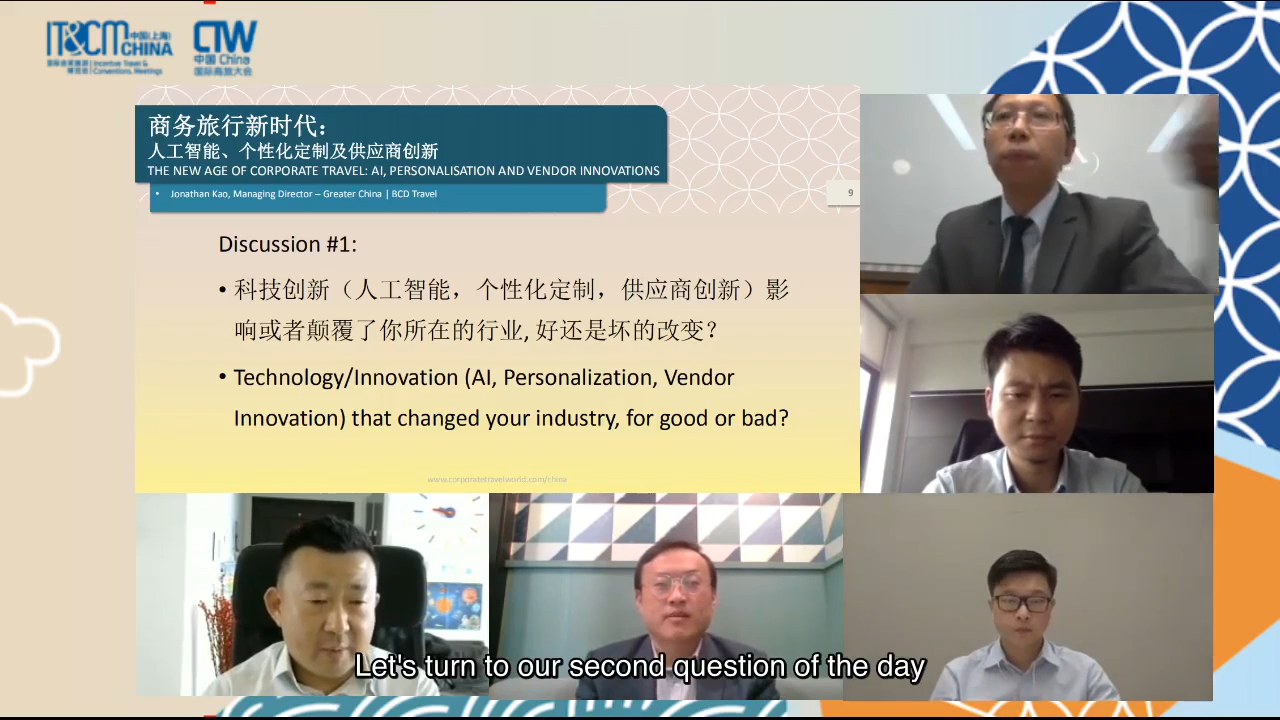 IT&CM 中国(上海) CHINA
国际会奖旅游博览会 | Incentive Travel & Conventions, Meetings
CTW
中国 China
国际商旅大会
商务旅行新时代：
人工智能、个性化定制及供应商创新
THE NEW AGE OF CORPORATE TRAVEL: AI, PERSONALISATION AND VENDOR INNOVATIONS
• Jonathan Kao, Managing Director – Greater China | BCD Travel
9
Discussion #1:
• 科技创新（人工智能，个性化定制，供应商创新）影
响或者颠覆了你所在的行业, 好还是坏的改变？
• Technology/Innovation (AI, Personalization, Vendor
Innovation) that changed your industry, for good or bad?
www.corporatetravelworld.com/china
Let's turn to our second question of the day